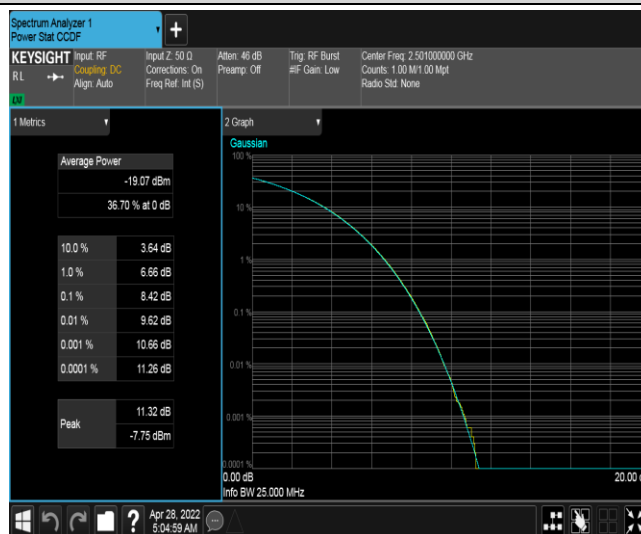 Spectrum Analyzer 1
Power Stat CCDF
+
KEYSIGHT
RL
LXI
Input: RF
Coupling: DC
Align: Auto
Input Z: 50 Ω
Corrections: On
Freq Ref: Int (S)
Atten: 46 dB
Preamp: Off
Trig: RF Burst
#IF Gain: Low
Center Freq: 2.501000000 GHz
Counts: 1.00 M/1.00 Mpt
Radio Std: None
1 Metrics
Average Power
-19.07 dBm
36.70 % at 0 dB
10.0 % 3.64 dB
1.0 % 6.66 dB
0.1 % 8.42 dB
0.01 % 9.62 dB
0.001 % 10.66 dB
0.0001 % 11.26 dB
Peak
11.32 dB
-7.75 dBm
2 Graph
Gaussian
100 %
10 %
1 %
0.1 %
0.01 %
0.001 %
0.0001 %
0.00 dB
20.00
Info BW 25.000 MHz
?
Apr 28, 2022
5:04:59 AM